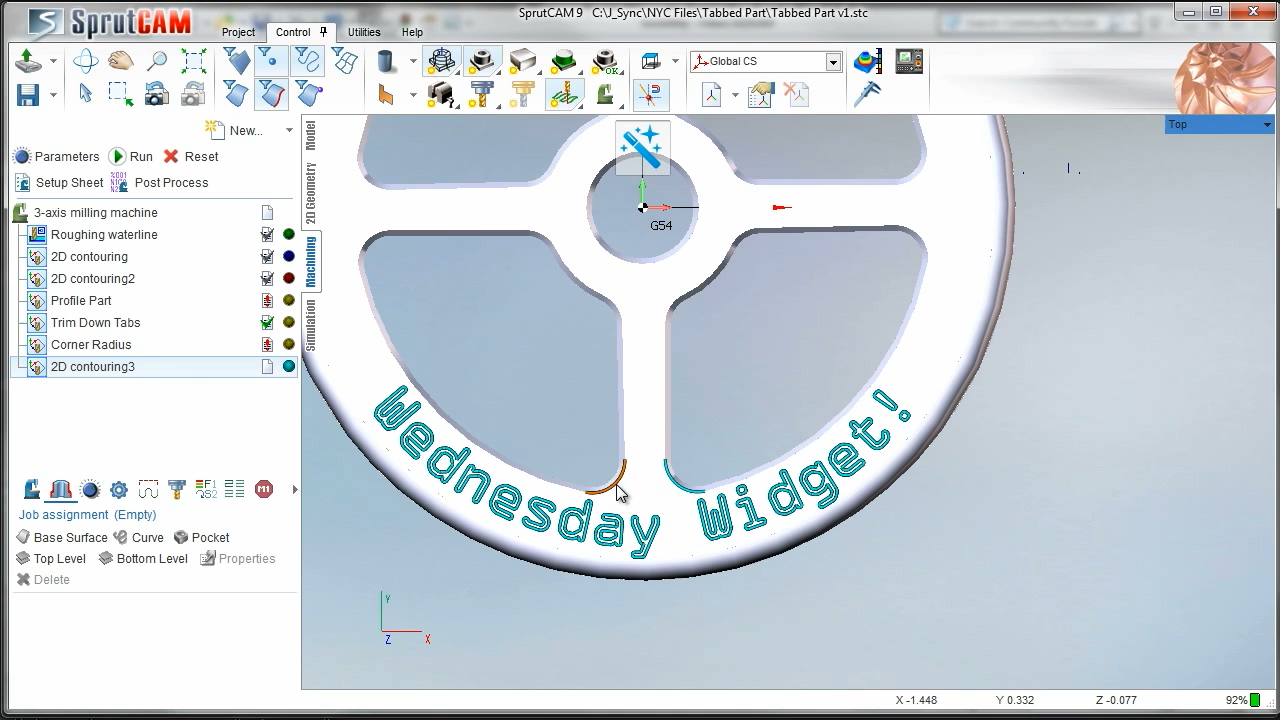 SprutCAM
SprutCAM 9 C:\J_Sync\NYC Files\Tabbed Part\Tabbed Part v1.stc
Project Control Utilities Help
OK
Global CS
New...
Parameters Run Reset
Setup Sheet Post Process
3-axis milling machine
Roughing waterline
2D contouring
2D contouring2
Profile Part
Trim Down Tabs
Corner Radius
2D contouring3
M1
Job assignment (Empty)
Base Surface Curve Pocket
Top Level Bottom Level Properties
Delete
Model
2D Geometry
Machining
Simulation
Top
G54
Wednesday Widget!
Y
Z X
X -1.448 Y 0.332 Z -0.077 92%